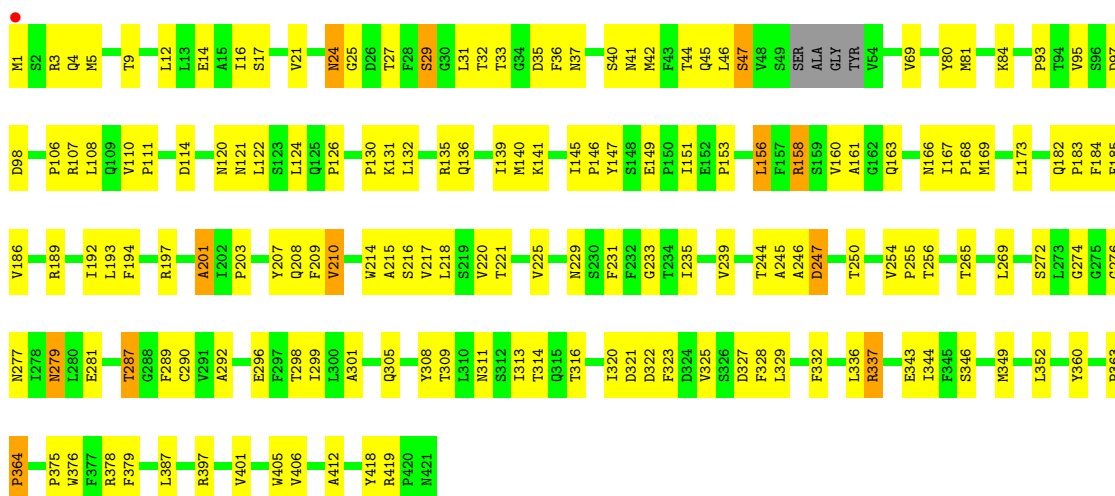 M1 S2 R3 Q4 M5 T9 L12 L13 E14 A15 I16 S17 V21 N24 G25 D26 T27 F28 S29 G30 L31 T32 T33 G34 D35 F36 N37 S40 N41 M42 F43 T44 Q45 L46 S47 V48 S49 SER ALA GLY TYR V54 V69 Y80 M81 K84 P93 T94 V95 S96 D97
D98 P106 R107 L108 Q109 V110 P111 D114 N120 N121 L122 S123 L124 Q125 P126 P130 K131 L132 R135 Q136 I139 M140 K141 I145 P146 Y147 S148 E149 P150 I151 E152 P153 L156 F157 R158 S159 V160 A161 G162 Q163 N166 I167 P168 M169 L173 Q182 P183 F184 E185
V186 R189 I192 L193 F194 R197 A201 I202 P203 Y207 Q208 F209 V210 W214 A215 S216 V217 L218 S219 V220 T221 V225 N229 S230 F231 F232 G233 T234 I235 V239 T244 A245 A246 D247 T250 V254 P255 T256 T265 L269 S272 L273 G274 G275 G276
N277 I278 N279 L280 E281 T287 G288 F289 C290 V291 A292 E296 F297 T298 I299 L300 A301 Q305 Y308 T309 L310 N311 S312 I313 T314 Q315 T316 I320 D321 D322 F323 D324 V325 S326 D327 F328 L329 F332 L336 R337 E343 I344 F345 S346 M349 L352 Y360 P363
P364 P375 W376 F377 R378 F379 L387 R397 V401 W405 V406 A412 Y418 R419 P420 N421